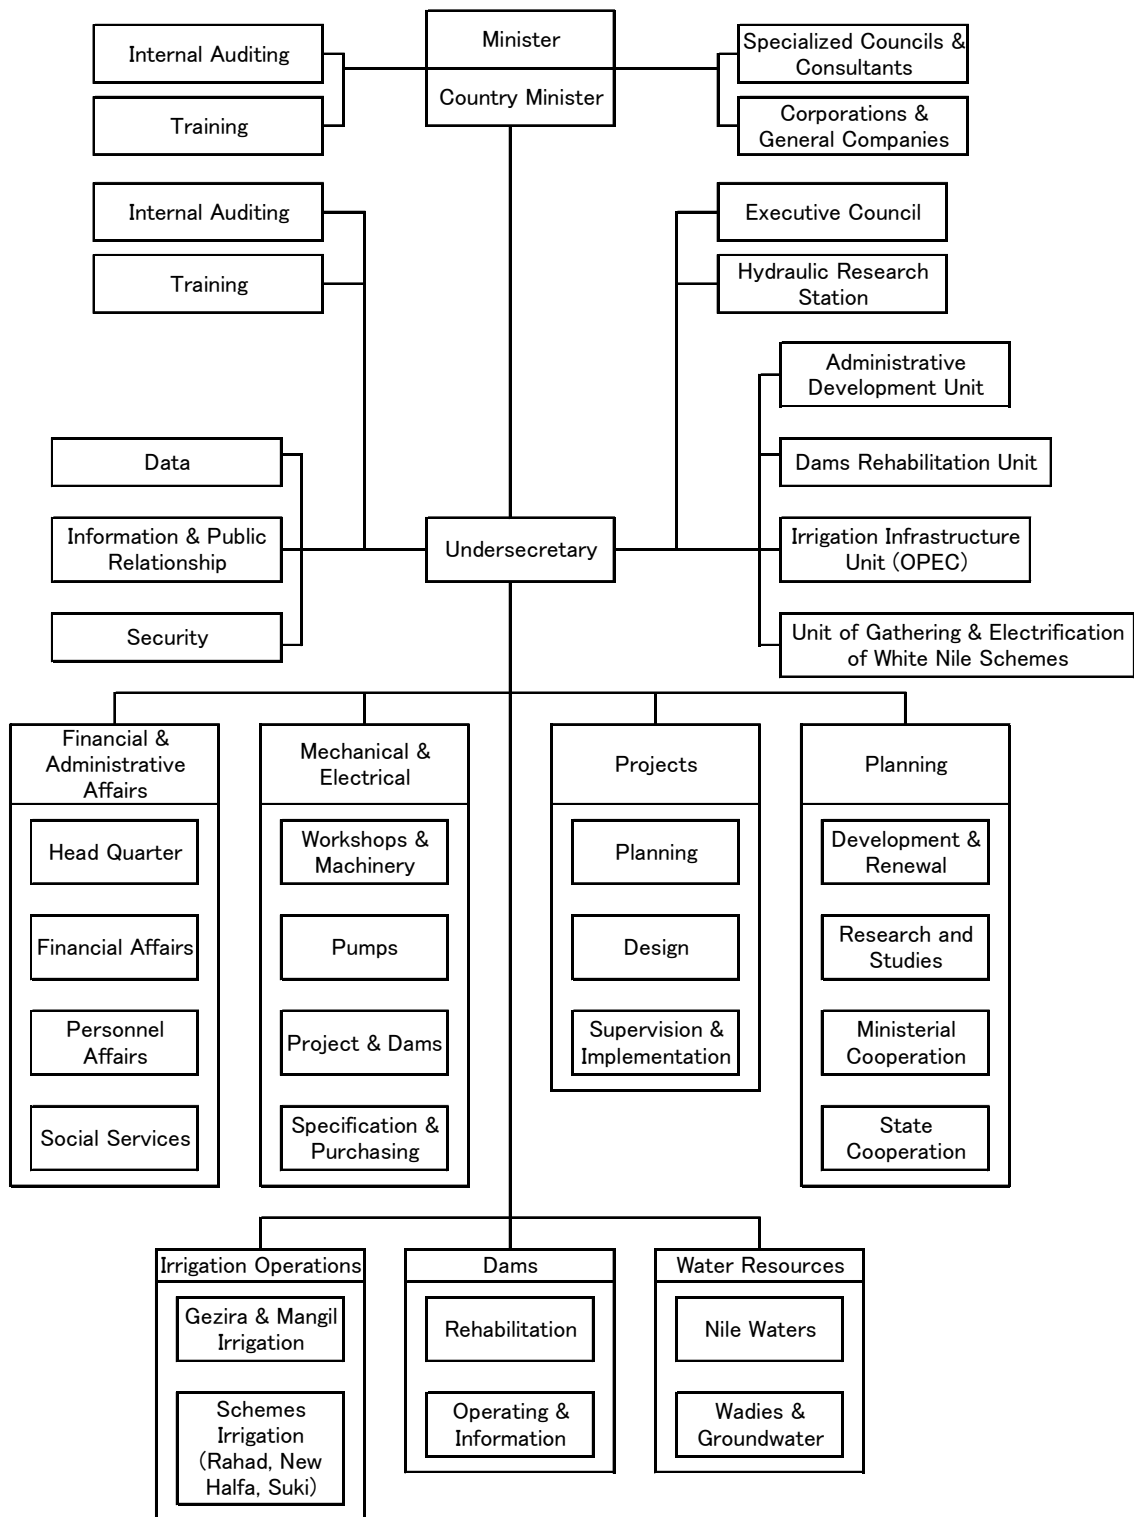 Internal Auditing
Training
Minister
Country Minister
Specialized Councils &
Consultants
Corporations &
General Companies
Internal Auditing
Training
Executive Council
Hydraulic Research
Station
Administrative
Development Unit
Dams Rehabilitation Unit
Irrigation Infrastructure
Unit (OPEC)
Unit of Gathering & Electrification
of White Nile Schemes
Data
Information & Public
Relationship
Security
Undersecretary
Financial &
Administrative
Affairs
Head Quarter
Financial Affairs
Personnel
Affairs
Social Services
Mechanical &
Electrical
Workshops &
Machinery
Pumps
Project & Dams
Specification &
Purchasing
Projects
Planning
Design
Supervision &
Implementation
Planning
Development &
Renewal
Research and
Studies
Ministerial
Cooperation
State
Cooperation
Irrigation Operations
Gezira & Mangil
Irrigation
Schemes
Irrigation
(Rahad, New
Halfa, Suki)
Dams
Rehabilitation
Operating &
Information
Water Resources
Nile Waters
Wadies &
Groundwater